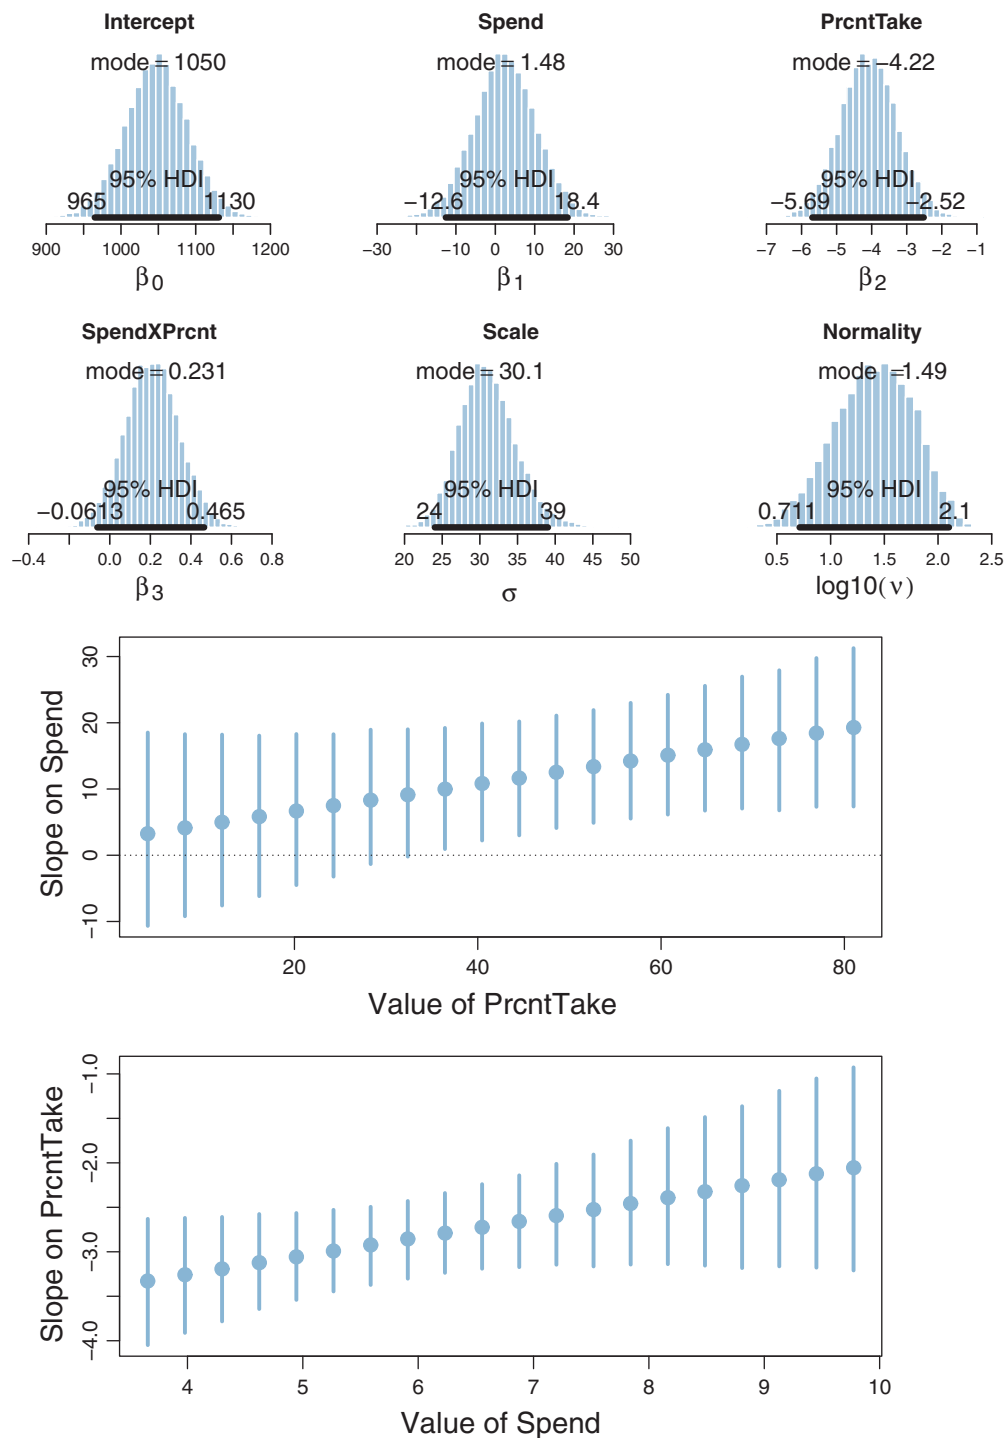 Intercept
mode = 1050
95% HDI
965 1130
900 1000 1100 1200
β0
Spend
mode = 1.48
95% HDI
−12.6 18.4
−30 −10 0 10 20 30
β1
PrcntTake
mode = −4.22
95% HDI
−5.69 −2.52
−7 −6 −5 −4 −3 −2 −1
β2
SpendXPrcnt
mode = 0.231
95% HDI
−0.0613 0.465
−0.4 0.0 0.2 0.4 0.6 0.8
β3
Scale
mode = 30.1
95% HDI
24 39
20 25 30 35 40 45 50
σ
Normality
mode =1.49
95% HDI
0.711 2.1
0.5 1.0 1.5 2.0 2.5
log10(ν)
Slope on Spend
30
20
10
0
−10
20 40 60 80
Value of PrcntTake
Slope on PrcntTake
−1.0
−2.0
−3.0
−4.0
4 5 6 7 8 9 10
Value of Spend